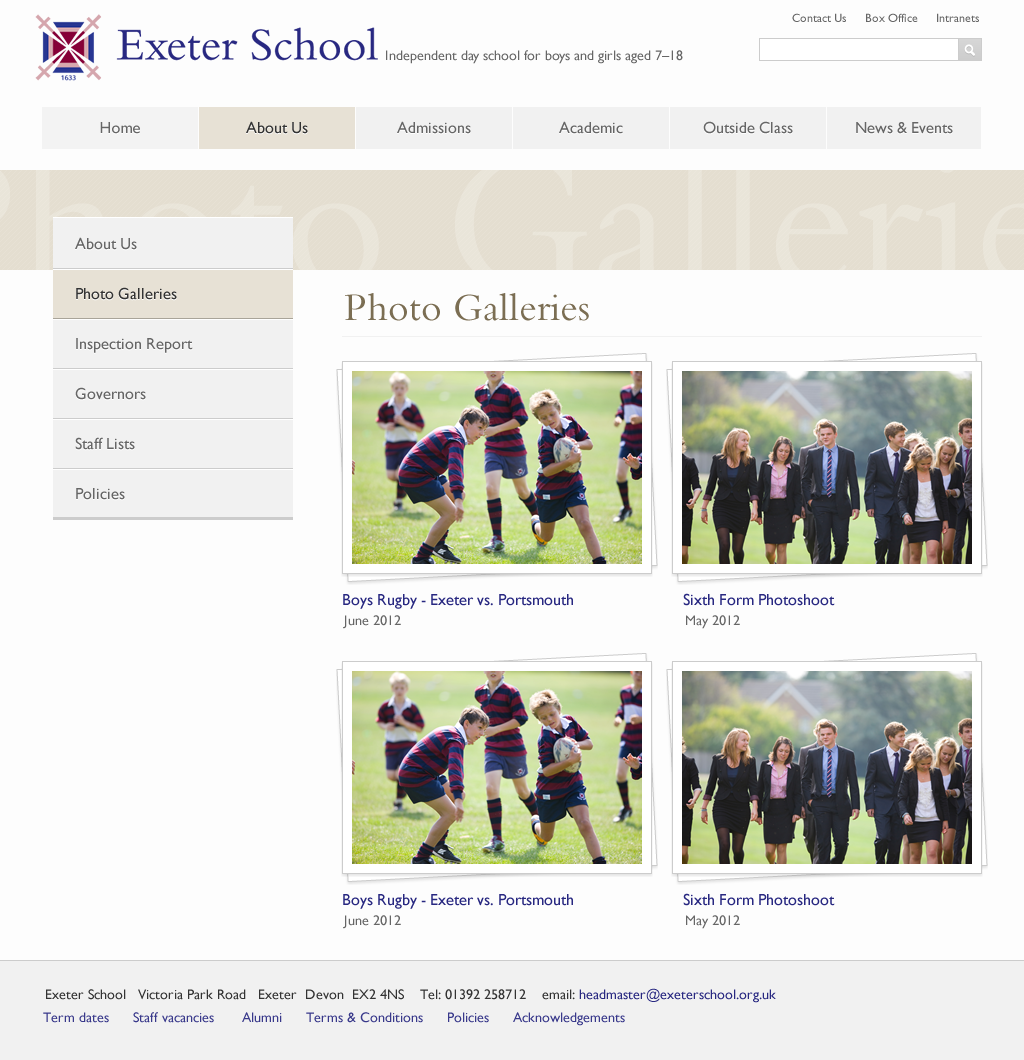 Contact Us Box Office Intranets
1633
Exeter School Independent day school for boys and girls aged 7–18
Home About Us Admissions Academic Outside Class News & Events
Photo Galleries
About Us
Photo Galleries
Inspection Report
Governors
Staff Lists
Policies
Photo Galleries
Boys Rugby - Exeter vs. Portsmouth Sixth Form Photoshoot
June 2012 May 2012
Boys Rugby - Exeter vs. Portsmouth Sixth Form Photoshoot
June 2012 May 2012
Exeter School Victoria Park Road Exeter Devon EX2 4NS Tel: 01392 258712 email: headmaster@exeterschool.org.uk
Term dates Staff vacancies Alumni Terms & Conditions Policies Acknowledgements